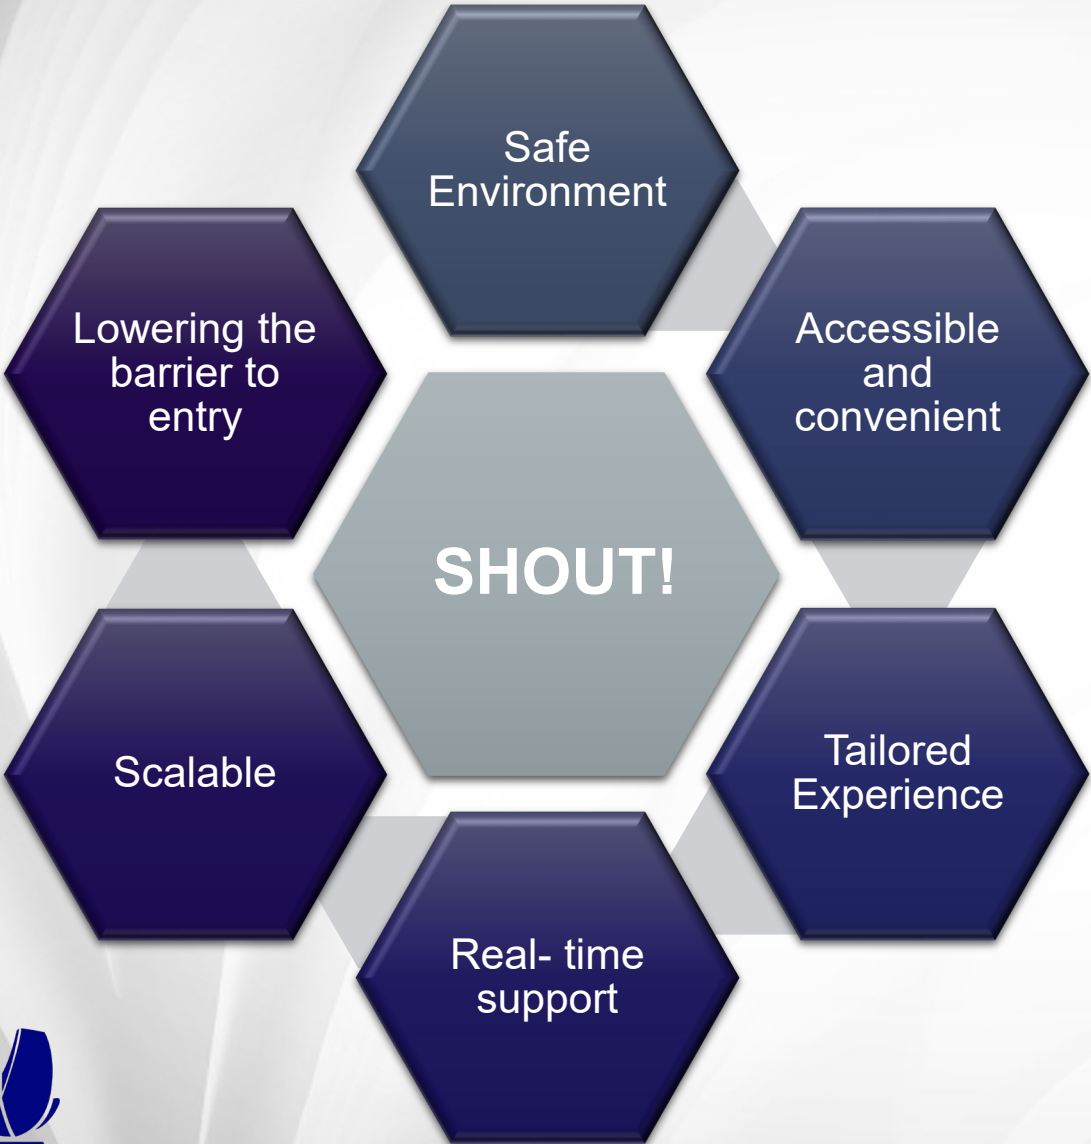 Safe
Environment
Lowering the
barrier to
entry
Accessible
and
convenient
SHOUT!
Scalable
Tailored
Experience
Real- time
support